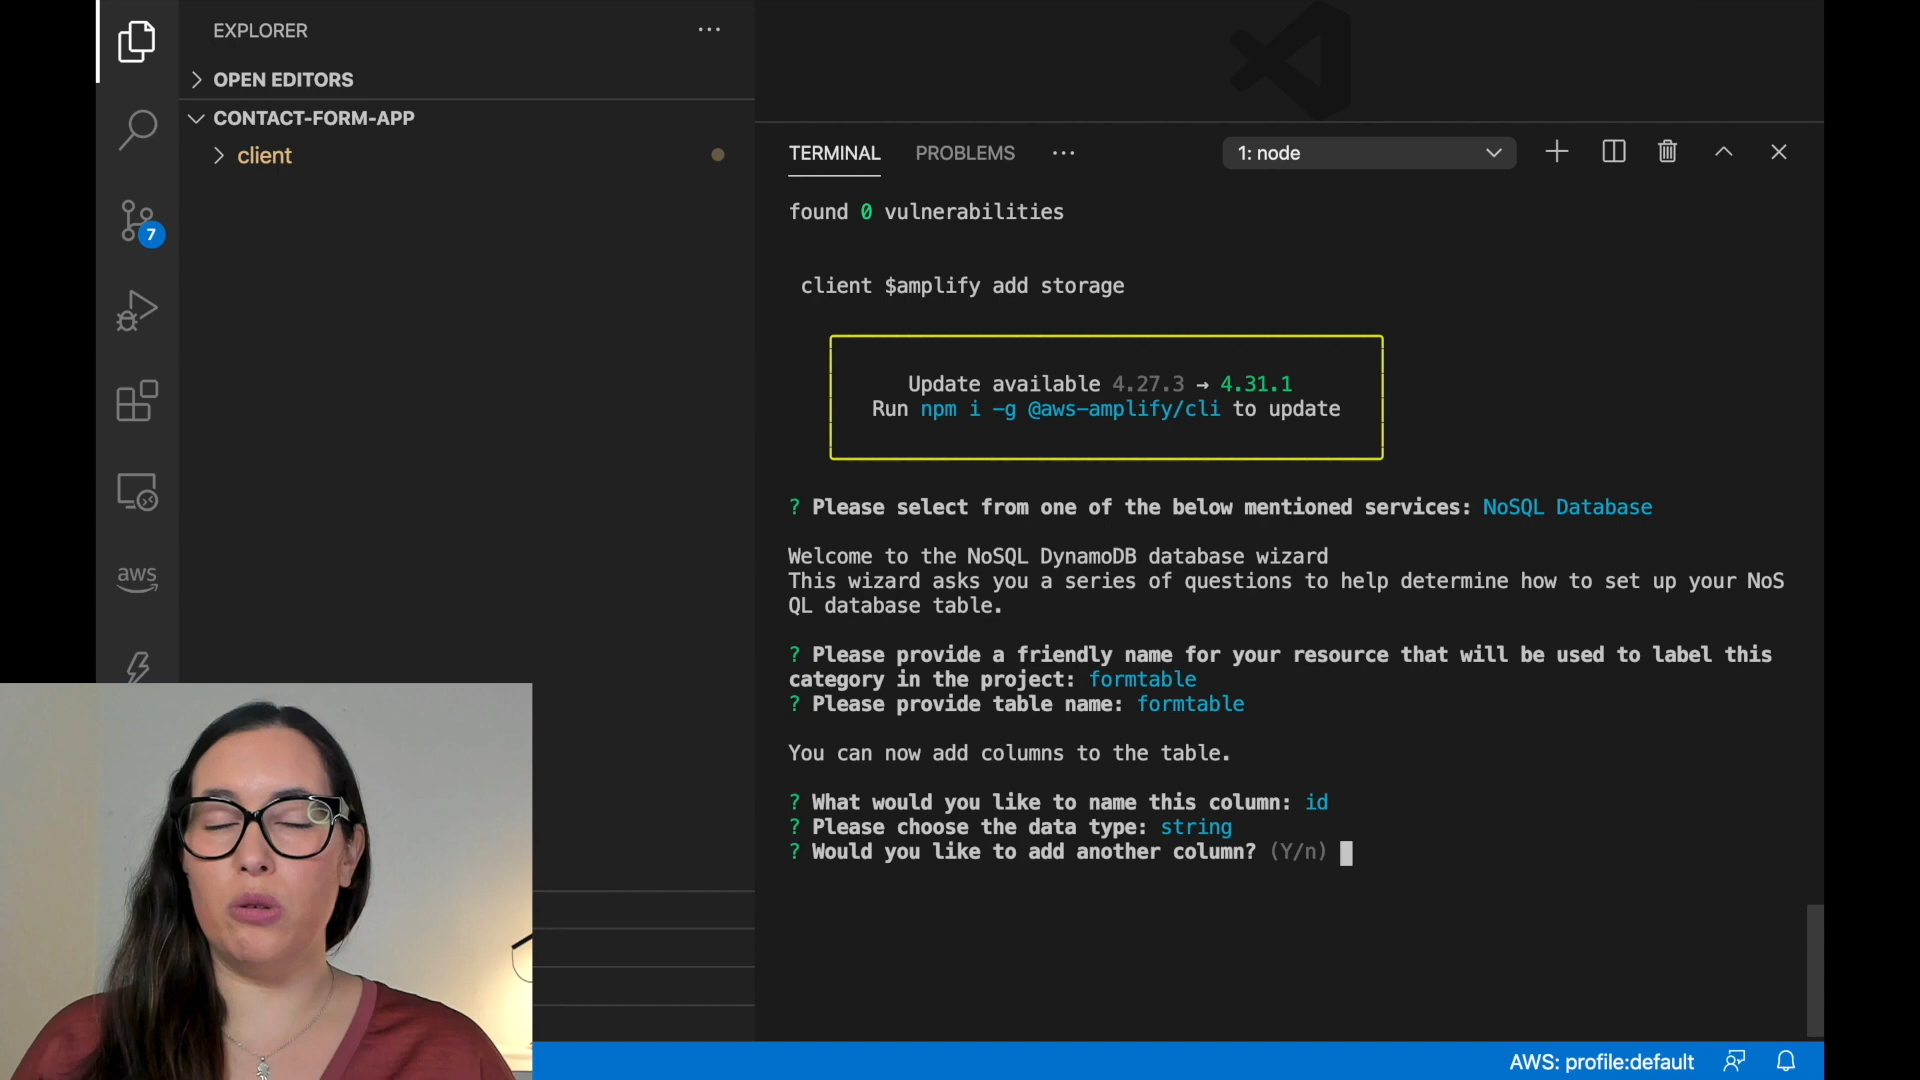 EXPLORER
OPEN EDITORS
CONTACT-FORM-APP
client
7
aws
TERMINAL
PROBLEMS
1: node
found 0 vulnerabilities
client $amplify add storage
Update available 4.27.3 → 4.31.1
Run npm i -g @aws-amplify/cli to update
? Please select from one of the below mentioned services: NoSQL Database
Welcome to the NoSQL DynamoDB database wizard
This wizard asks you a series of questions to help determine how to set up your NoS
QL database table.
? Please provide a friendly name for your resource that will be used to label this
category in the project: formtable
? Please provide table name: formtable
You can now add columns to the table.
? What would you like to name this column: id
? Please choose the data type: string
? Would you like to add another column? (Y/n)
AWS: profile:default